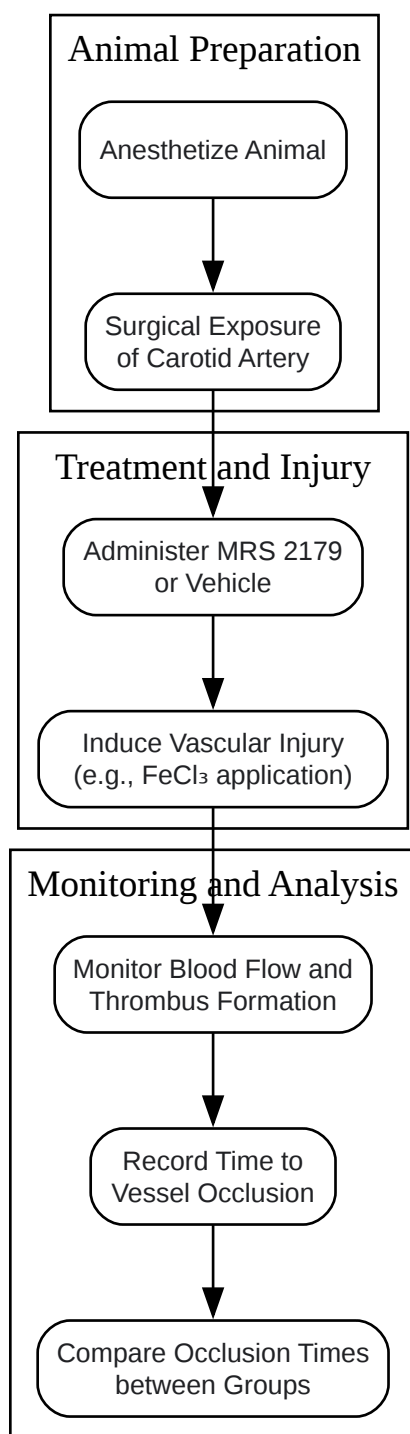 Animal Preparation
Anesthetize Animal
Surgical Exposure
of Carotid Artery
Treatment and Injury
Administer MRS 2179
or Vehicle
Induce Vascular Injury
(e.g., FeCl₃ application)
Monitoring and Analysis
Monitor Blood Flow and
Thrombus Formation
Record Time to
Vessel Occlusion
Compare Occlusion Times
between Groups